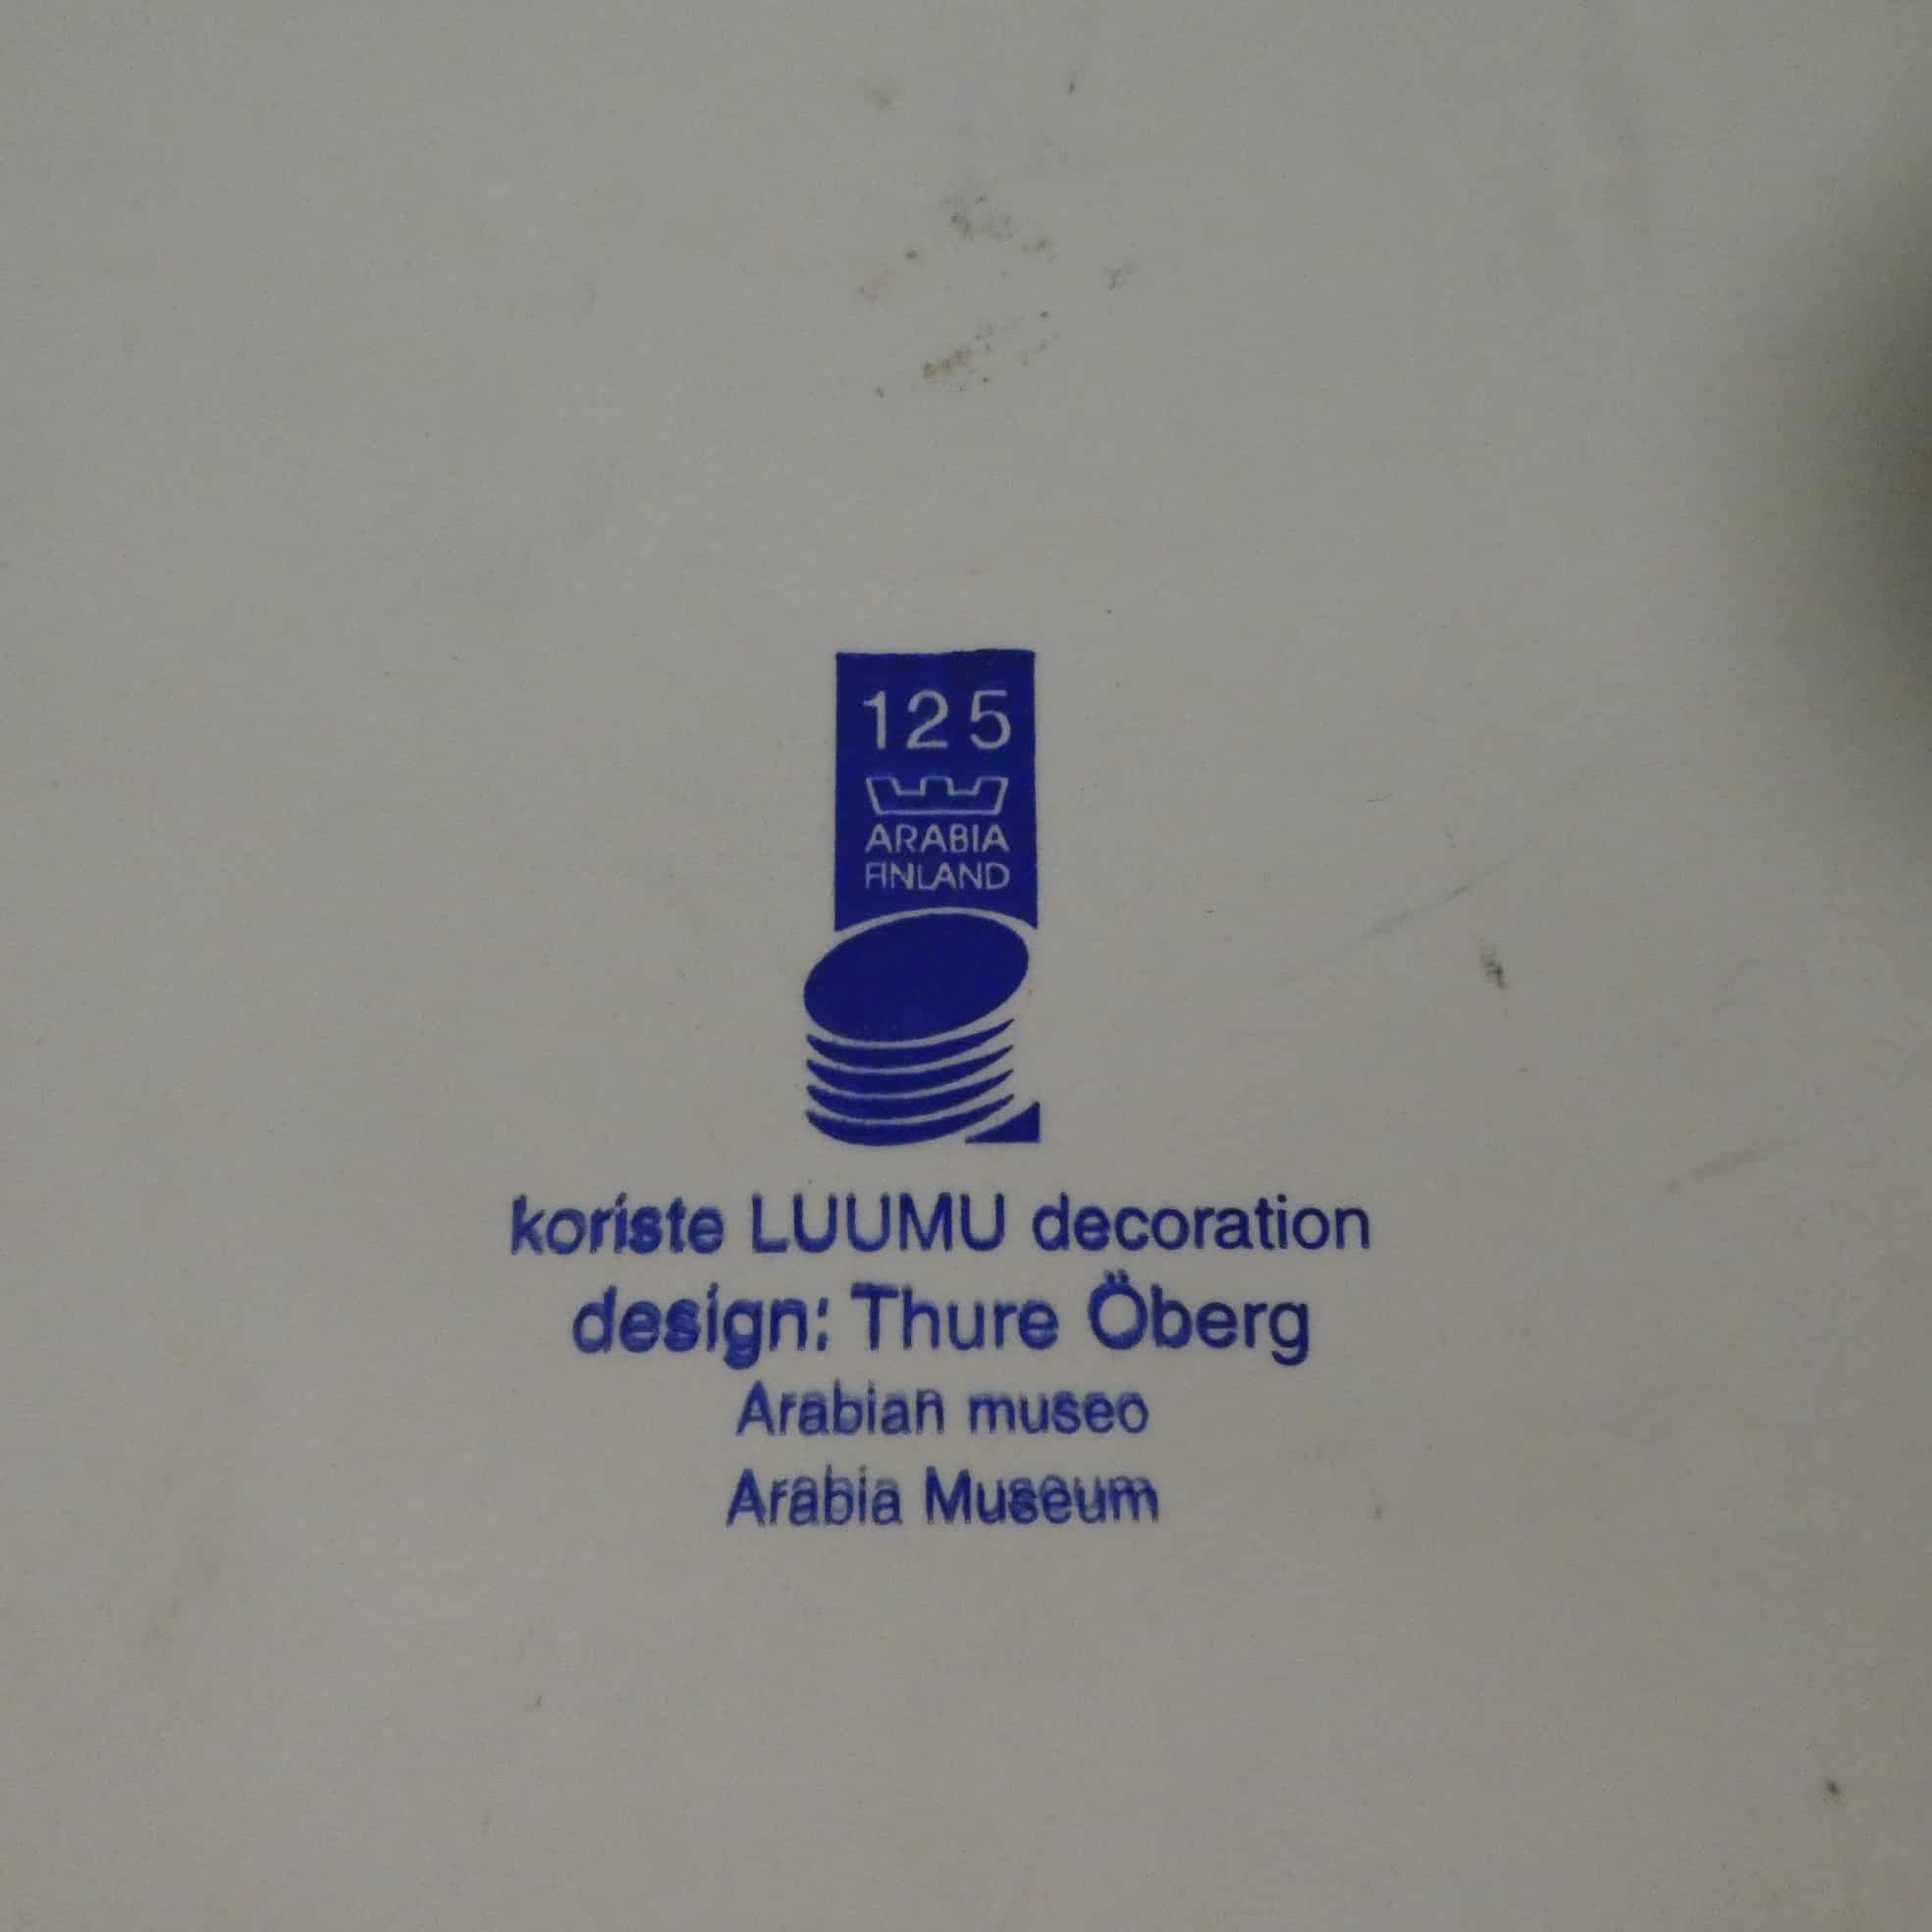 125
ARABIA
FINLAND
koriste LUUMU decoration
design: Thure Öberg
Arabian museo
Arabia Museum